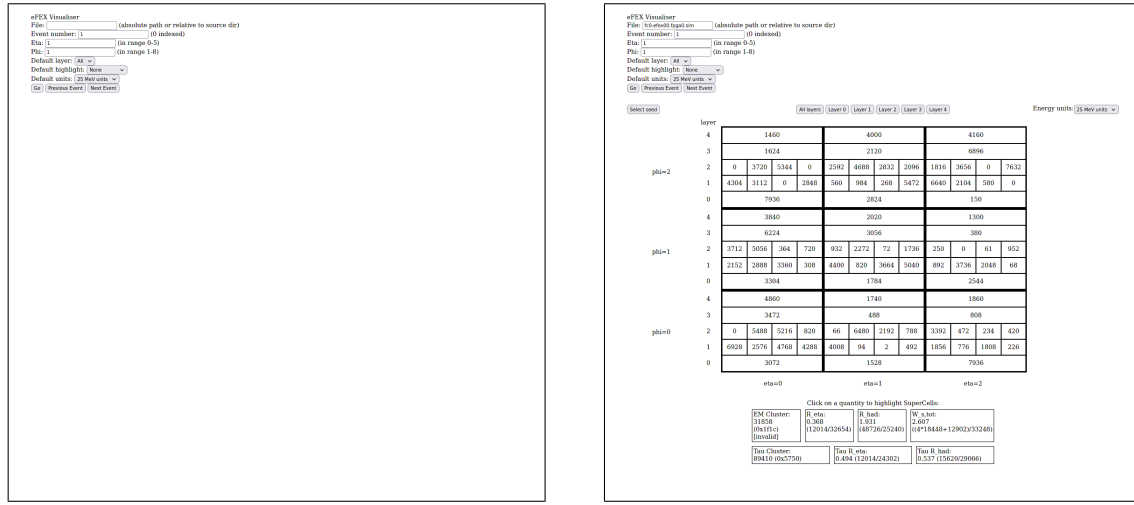 eFEX Visualiser
File: (absolute path or relative to source dir)
Event number: 1 (0 indexed)
Eta: 1 (in range 0-5)
Phi: 1 (in range 1-8)
Default layer: All
Default highlight: None
Default units: 25 MeV units
Go Previous Event Next Event
eFEX Visualiser
File: fc0.efex00.fpga0.sim (absolute path or relative to source dir)
Event number: 1 (0 indexed)
Eta: 1 (in range 0-5)
Phi: 1 (in range 1-8)
Default layer: All
Default highlight: None
Default units: 25 MeV units
Go Previous Event Next Event
Select seed All layers Layer 0 Layer 1 Layer 2 Layer 3 Layer 4 Energy units: 25 MeV units
layer
4 1460 4000 4160
3 1624 2120 6896
phi=2
2 0 3720 5344 0 2592 4688 2832 2096 1816 3656 0 7632
1 4304 3112 0 2848 560 984 268 5472 6640 2104 580 0
0 7936 2824 150
4 3840 2020 1300
3 6224 3056 380
phi=1
2 3712 5056 364 720 932 2272 72 1736 250 0 61 952
1 2152 2888 3360 308 4400 820 3664 5040 892 3736 2048 68
0 3304 1784 2544
4 4860 1740 1860
3 3472 488 808
phi=0
2 0 5488 5216 820 66 6480 2192 788 3392 472 234 420
1 6928 2576 4768 4288 4008 94 2 492 1856 776 1808 226
0 3072 1528 7936
eta=0 eta=1 eta=2
Click on a quantity to highlight SuperCells:
EM Cluster:
31858
(0x1f1c)
[invalid]
R_eta:
0.368
(12014/32654)
R_had:
1.931
(48726/25240)
W_s,tot:
2.607
((4*18448+12902)/33248)
Tau Cluster:
89410 (0x5750)
Tau R_eta:
0.494 (12014/24302)
Tau R_had:
0.537 (15620/29066)